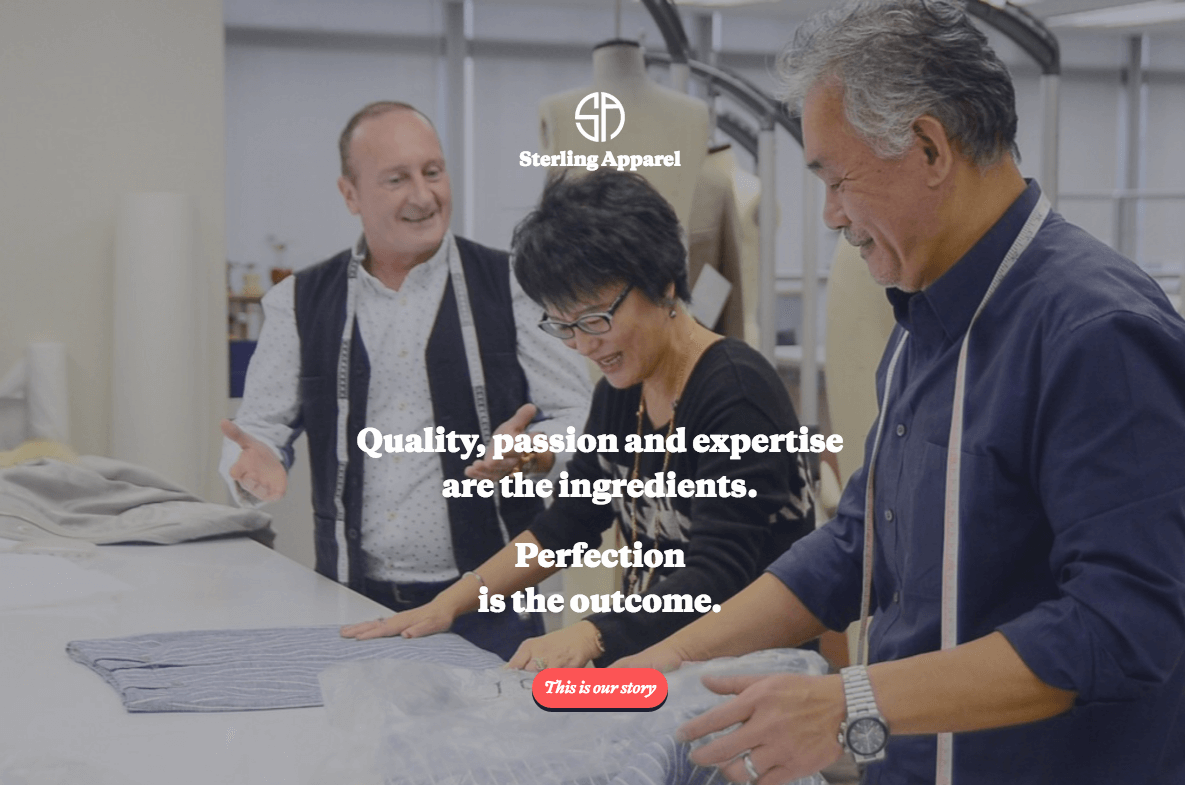 SA
Sterling Apparel
Quality, passion and expertise
are the ingredients.
Perfection
is the outcome.
This is our story